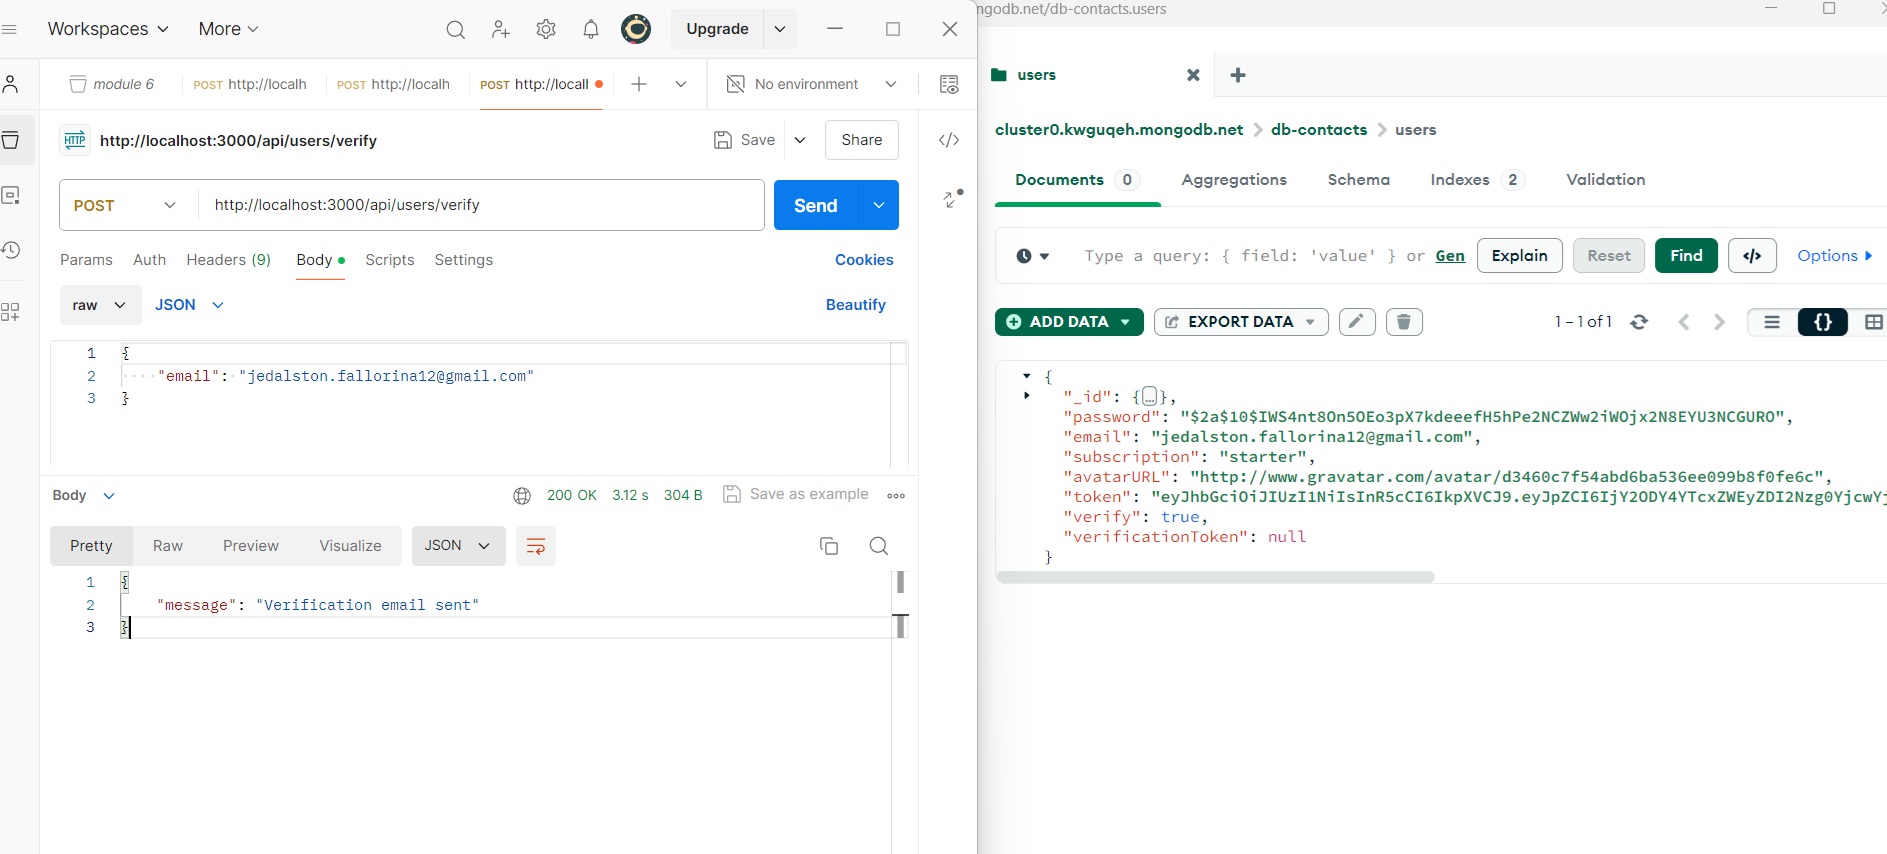 Workspaces More Upgrade
module 6 POST http://localh POST http://localh POST http://locall No environment
HTTP http://localhost:3000/api/users/verify Save Share
POST http://localhost:3000/api/users/verify Send
Params Auth Headers (9) Body Scripts Settings Cookies
raw JSON Beautify
1 {
2 "email": "jedalston.fallorina12@gmail.com"
3 }
Body 200 OK 3.12 s 304 B Save as example
Pretty Raw Preview Visualize JSON
1 {
2 "message": "Verification email sent"
3 }
ngodb.net/db-contacts.users
users
cluster0.kwguqeh.mongodb.net > db-contacts > users
Documents 0 Aggregations Schema Indexes 2 Validation
Type a query: { field: 'value' } or Gen Explain Reset Find </> Options
ADD DATA EXPORT DATA 1 – 1 of 1 {}
{
"_id": {…},
"password": "$2a$10$IWS4nt8On5OEo3pX7kdeeefH5hPe2NCZWw2iWOjx2N8EYU3NCGURO",
"email": "jedalston.fallorina12@gmail.com",
"subscription": "starter",
"avatarURL": "http://www.gravatar.com/avatar/d3460c7f54abd6ba536ee099b8f0fe6c",
"token": "eyJhbGciOiJIUzI1NiIsInR5cCI6IkpXVCJ9.eyJpZCI6IjY2ODY4YTcxZWEyZDI2Nzg0YjcwYj
"verify": true,
"verificationToken": null
}